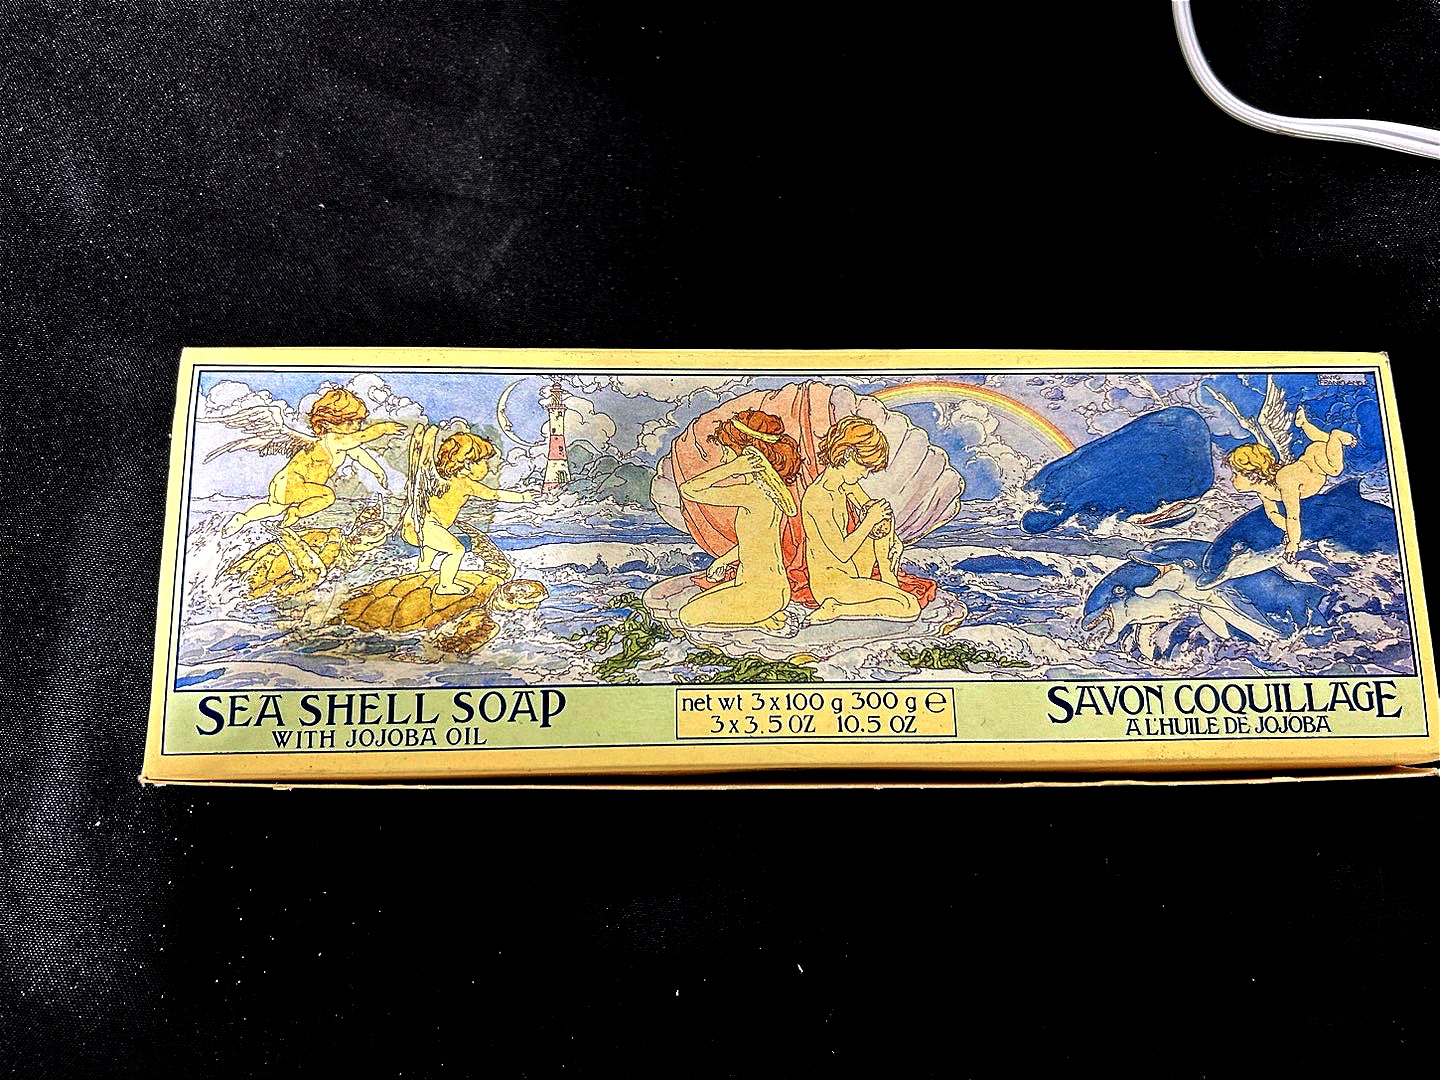 SEA SHELL SOAP
WITH JOJOBA OIL
net wt 3 x 100 g 300 g ℮
3 x 3.5 OZ 10.5 OZ
SAVON COQUILLAGE
A L'HUILE DE JOJOBA